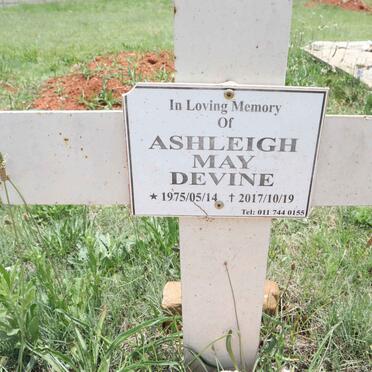 In Loving Memory
Of
ASHLEIGH
MAY
DEVINE
★ 1975/05/14 † 2017/10/19
Tel: 011 744 0155